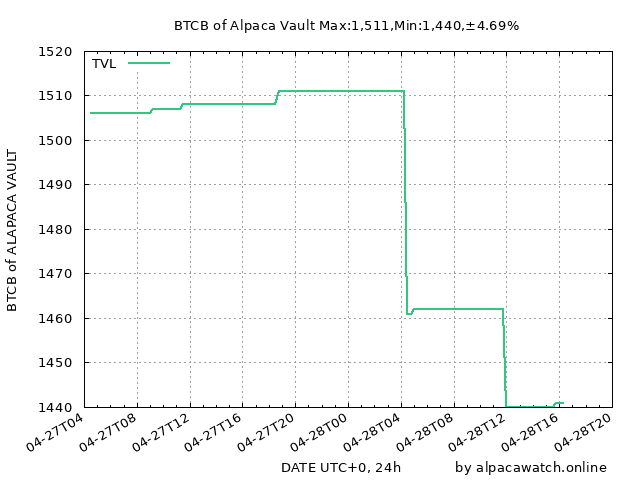 BTCB of Alpaca Vault Max:1,511,Min:1,440,±4.69%
TVL
BTCB of ALAPACA VAULT
1520
1510
1500
1490
1480
1470
1460
1450
1440
04-27T04
04-27T08
04-27T12
04-27T16
04-27T20
04-28T00
04-28T04
04-28T08
04-28T12
04-28T16
04-28T20
DATE UTC+0, 24h
by alpacawatch.online